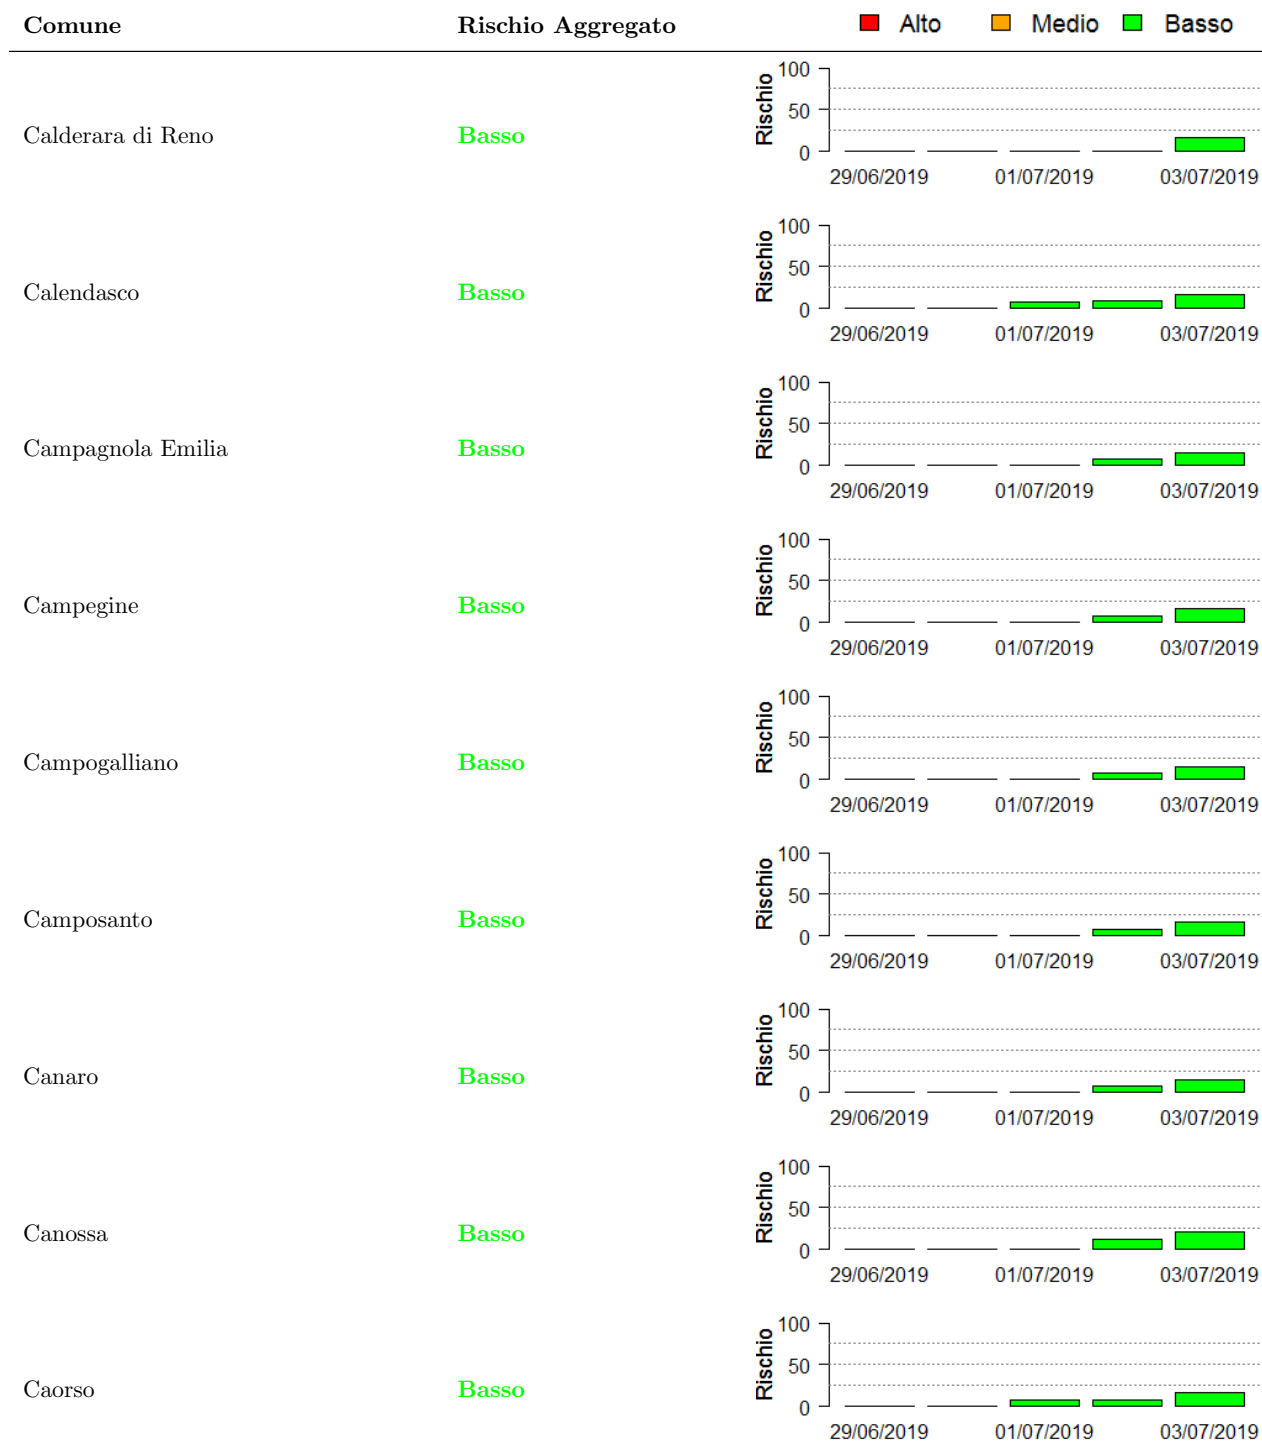 Comune Rischio Aggregato Alto Medio Basso
100
Rischio
50
Calderara di Reno Basso
0
29/06/2019 01/07/2019 03/07/2019
100
Rischio
50
Calendasco Basso
0
29/06/2019 01/07/2019 03/07/2019
100
Rischio
50
Campagnola Emilia Basso
0
29/06/2019 01/07/2019 03/07/2019
100
Rischio
50
Campegine Basso
0
29/06/2019 01/07/2019 03/07/2019
100
Rischio
50
Campogalliano Basso
0
29/06/2019 01/07/2019 03/07/2019
100
Rischio
50
Camposanto Basso
0
29/06/2019 01/07/2019 03/07/2019
100
Rischio
50
Canaro Basso
0
29/06/2019 01/07/2019 03/07/2019
100
Rischio
50
Canossa Basso
0
29/06/2019 01/07/2019 03/07/2019
100
Rischio
50
Caorso Basso
0
29/06/2019 01/07/2019 03/07/2019